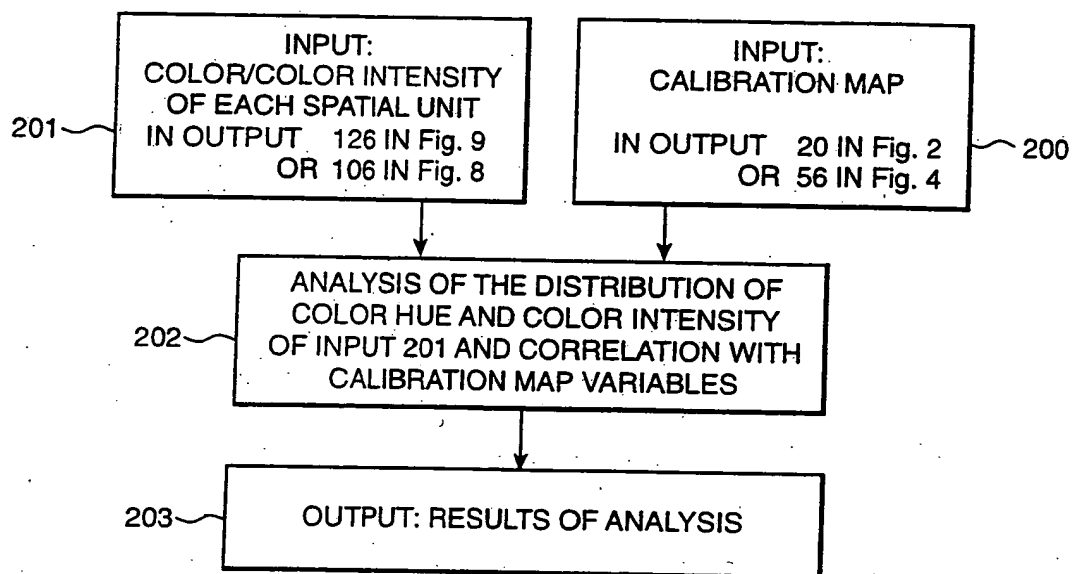 INPUT:
COLOR/COLOR INTENSITY
OF EACH SPATIAL UNIT
IN OUTPUT 126 IN Fig. 9
OR 106 IN Fig. 8
201
INPUT:
CALIBRATION MAP
IN OUTPUT 20 IN Fig. 2
OR 56 IN Fig. 4
200
ANALYSIS OF THE DISTRIBUTION OF
COLOR HUE AND COLOR INTENSITY
OF INPUT 201 AND CORRELATION WITH
CALIBRATION MAP VARIABLES
202
OUTPUT: RESULTS OF ANALYSIS
203